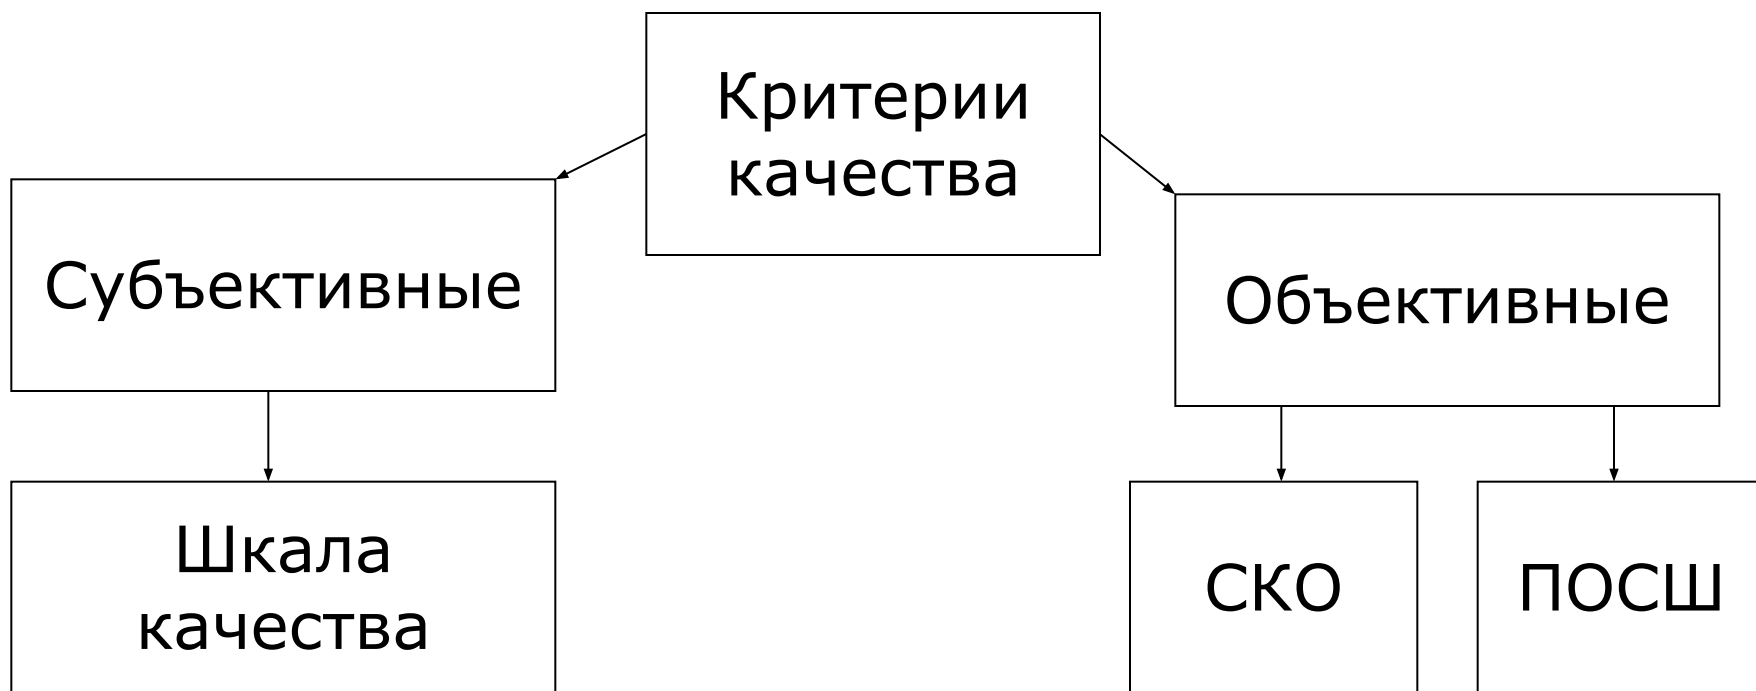 Критерии
качества
Субъективные
Объективные
Шкала
качества
СКО
ПОСШ